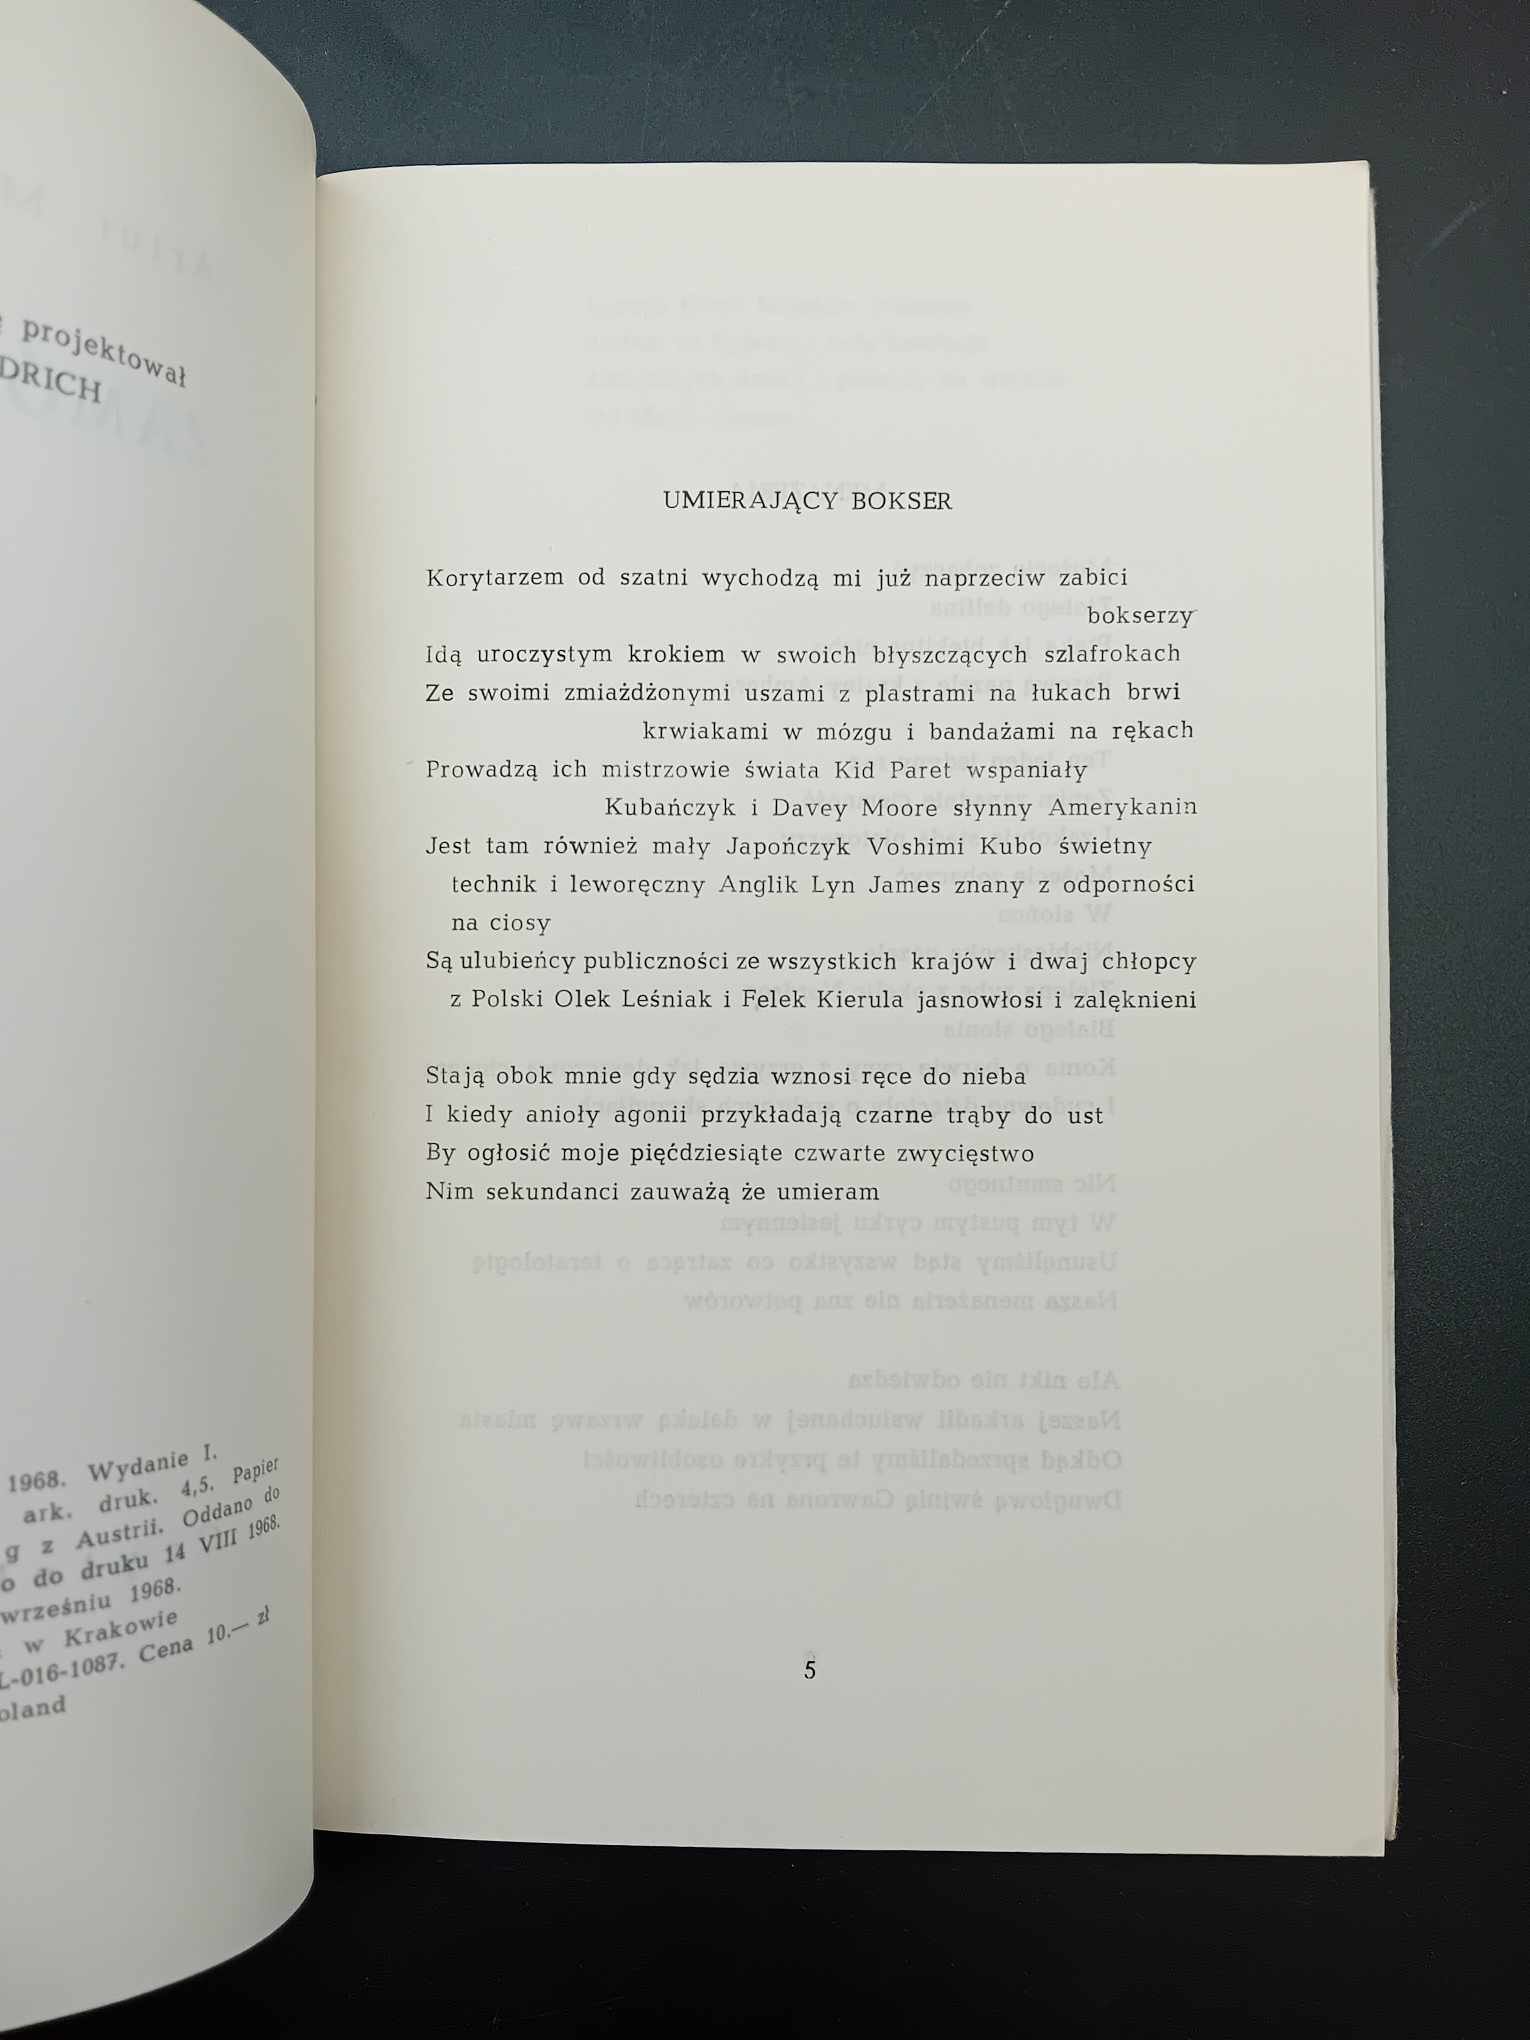 projektował
DRICH
1968. Wydanie I.
ark. druk. 4,5. Papier
g z Austrii. Oddano do
o do druku 14 VIII 1968.
wrześniu 1968.
w Krakowie
L-016-1087. Cena 10.— zł
oland
UMIERAJĄCY BOKSER
Korytarzem od szatni wychodzą mi już naprzeciw zabici
bokserzy
Idą uroczystym krokiem w swoich błyszczących szlafrokach
Ze swoimi zmiażdżonymi uszami z plastrami na łukach brwi
krwiakami w mózgu i bandażami na rękach
Prowadzą ich mistrzowie świata Kid Paret wspaniały
Kubańczyk i Davey Moore słynny Amerykanin
Jest tam również mały Japończyk Voshimi Kubo świetny
technik i leworęczny Anglik Lyn James znany z odporności
na ciosy
Są ulubieńcy publiczności ze wszystkich krajów i dwaj chłopcy
z Polski Olek Leśniak i Felek Kierula jasnowłosi i zalęknieni
Stają obok mnie gdy sędzia wznosi ręce do nieba
I kiedy anioły agonii przykładają czarne trąby do ust
By ogłosić moje pięćdziesiąte czwarte zwycięstwo
Nim sekundanci zauważą że umieram
5